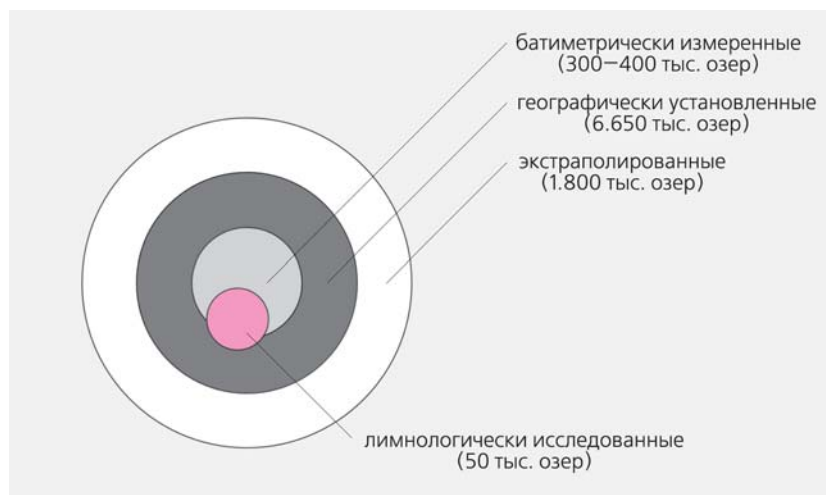 батиметрически измеренные
(300–400 тыс. озер)
географически установленные
(6.650 тыс. озер)
экстраполированные
(1.800 тыс. озер)
лимнологически исследованные
(50 тыс. озер)